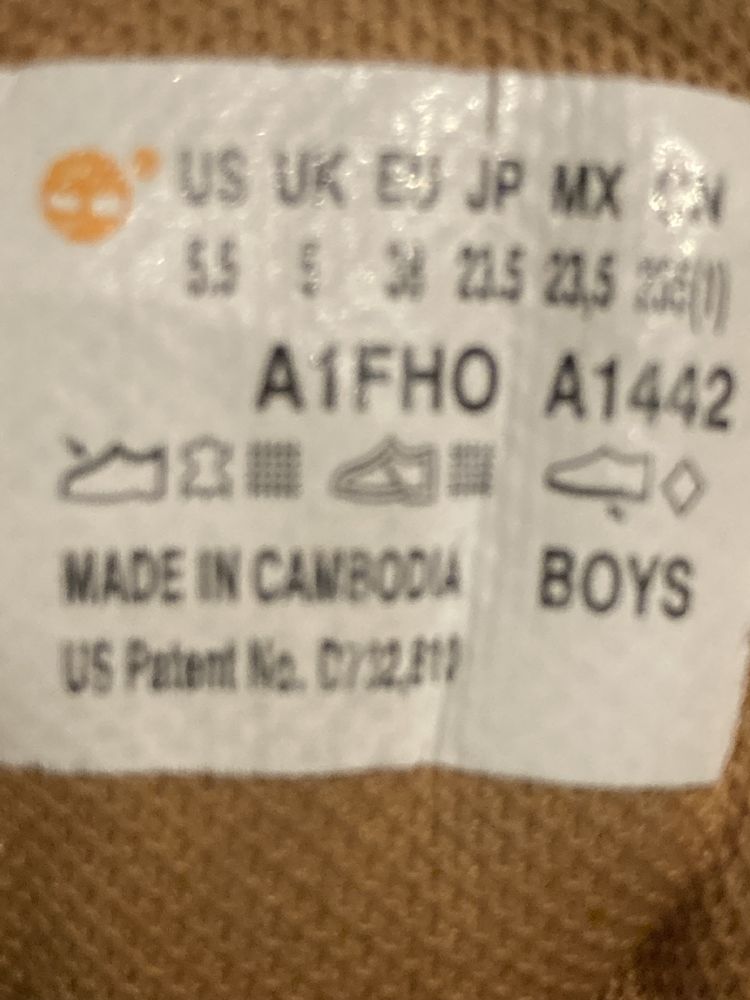 US UK EU JP MX CN
5.5 5 38 23.5 23,5
A1FHO A1442
MADE IN CAMBODIA BOYS
US Patent No.